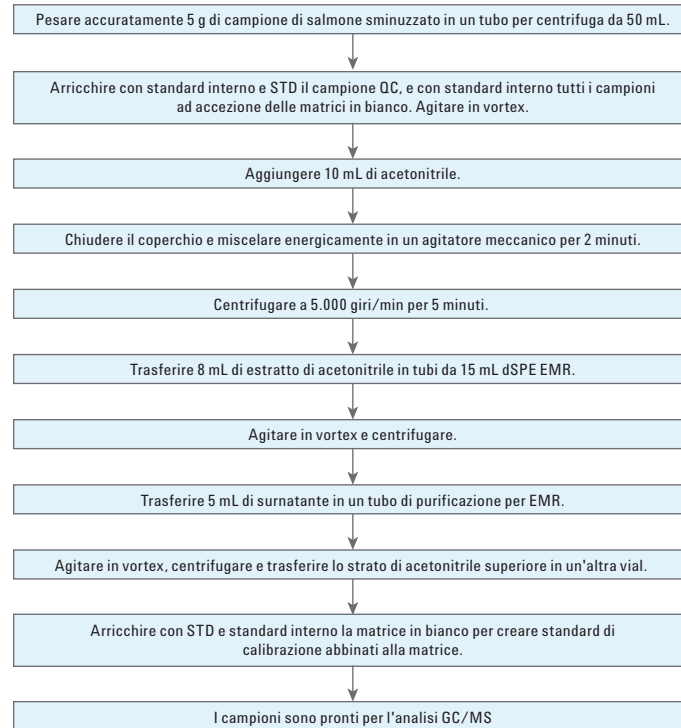 Pesare accuratamente 5 g di campione di salmone sminuzzato in un tubo per centrifuga da 50 mL.
Arricchire con standard interno e STD il campione QC, e con standard interno tutti i campioni
ad accezione delle matrici in bianco. Agitare in vortex.
Aggiungere 10 mL di acetonitrile.
Chiudere il coperchio e miscelare energicamente in un agitatore meccanico per 2 minuti.
Centrifugare a 5.000 giri/min per 5 minuti.
Trasferire 8 mL di estratto di acetonitrile in tubi da 15 mL dSPE EMR.
Agitare in vortex e centrifugare.
Trasferire 5 mL di surnatante in un tubo di purificazione per EMR.
Agitare in vortex, centrifugare e trasferire lo strato di acetonitrile superiore in un'altra vial.
Arricchire con STD e standard interno la matrice in bianco per creare standard di
calibrazione abbinati alla matrice.
I campioni sono pronti per l'analisi GC/MS